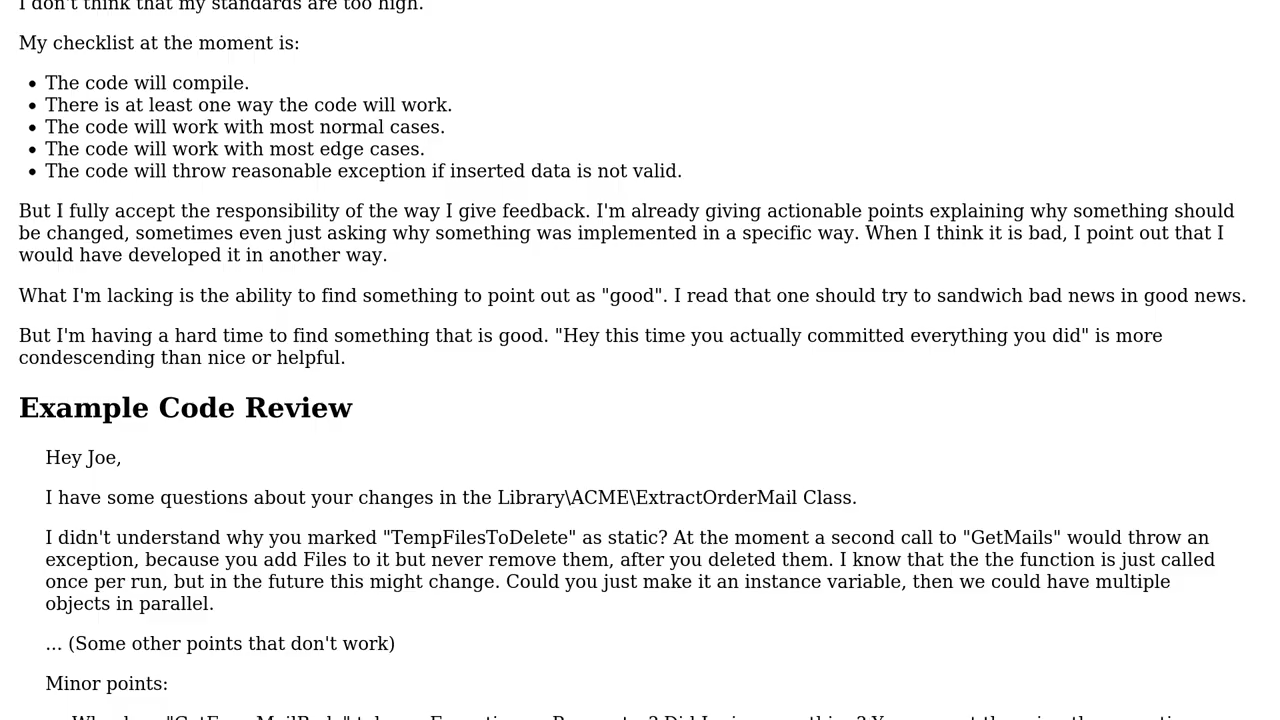 I don't think that my standards are too high.
My checklist at the moment is:
The code will compile.
There is at least one way the code will work.
The code will work with most normal cases.
The code will work with most edge cases.
The code will throw reasonable exception if inserted data is not valid.
But I fully accept the responsibility of the way I give feedback. I'm already giving actionable points explaining why something should
be changed, sometimes even just asking why something was implemented in a specific way. When I think it is bad, I point out that I
would have developed it in another way.
What I'm lacking is the ability to find something to point out as "good". I read that one should try to sandwich bad news in good news.
But I'm having a hard time to find something that is good. "Hey this time you actually committed everything you did" is more
condescending than nice or helpful.
Example Code Review
Hey Joe,
I have some questions about your changes in the Library\ACME\ExtractOrderMail Class.
I didn't understand why you marked "TempFilesToDelete" as static? At the moment a second call to "GetMails" would throw an
exception, because you add Files to it but never remove them, after you deleted them. I know that the the function is just called
once per run, but in the future this might change. Could you just make it an instance variable, then we could have multiple
objects in parallel.
... (Some other points that don't work)
Minor points: